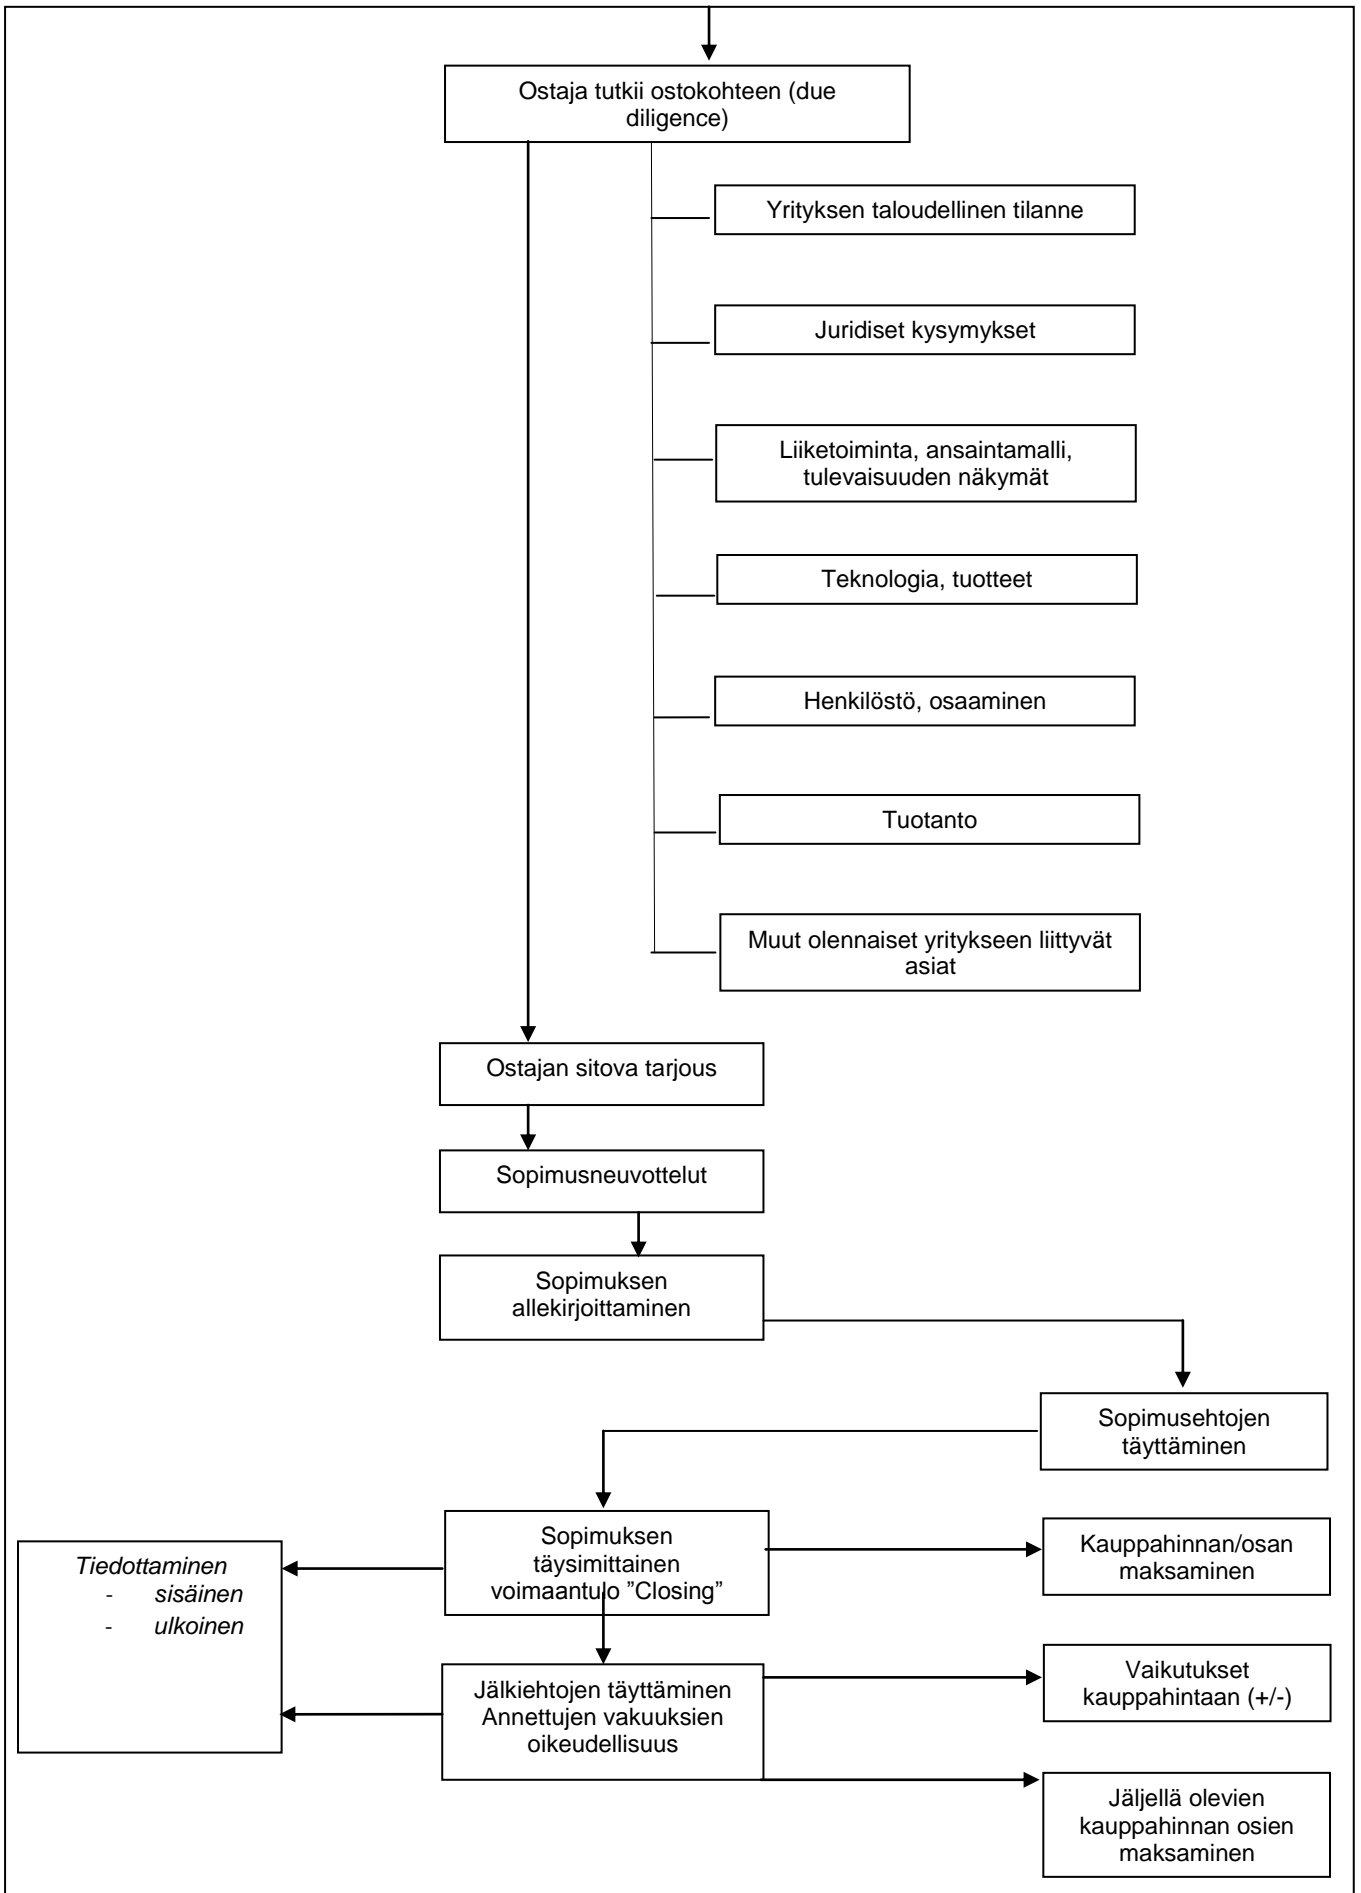 Ostaja tutkii ostokohteen (due
diligence)
Yrityksen taloudellinen tilanne
Juridiset kysymykset
Liiketoiminta, ansaintamalli,
tulevaisuuden näkymät
Teknologia, tuotteet
Henkilöstö, osaaminen
Tuotanto
Muut olennaiset yritykseen liittyvät
asiat
Ostajan sitova tarjous
Sopimusneuvottelut
Sopimuksen
allekirjoittaminen
Sopimusehtojen
täyttäminen
Sopimuksen
täysimittainen
voimaantulo ”Closing”
Kauppahinnan/osan
maksaminen
Tiedottaminen
- sisäinen
- ulkoinen
Jälkiehtojen täyttäminen
Annettujen vakuuksien
oikeudellisuus
Vaikutukset
kauppahintaan (+/-)
Jäljellä olevien
kauppahinnan osien
maksaminen